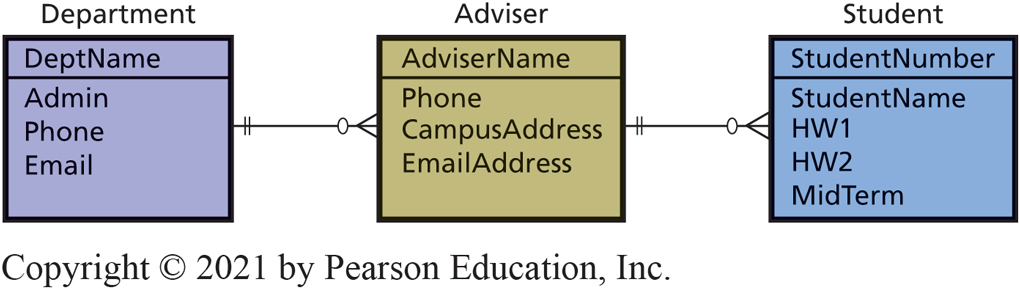 Department
DeptName
Admin
Phone
Email
Adviser
AdviserName
Phone
CampusAddress
EmailAddress
Student
StudentNumber
StudentName
HW1
HW2
MidTerm
Copyright © 2021 by Pearson Education, Inc.